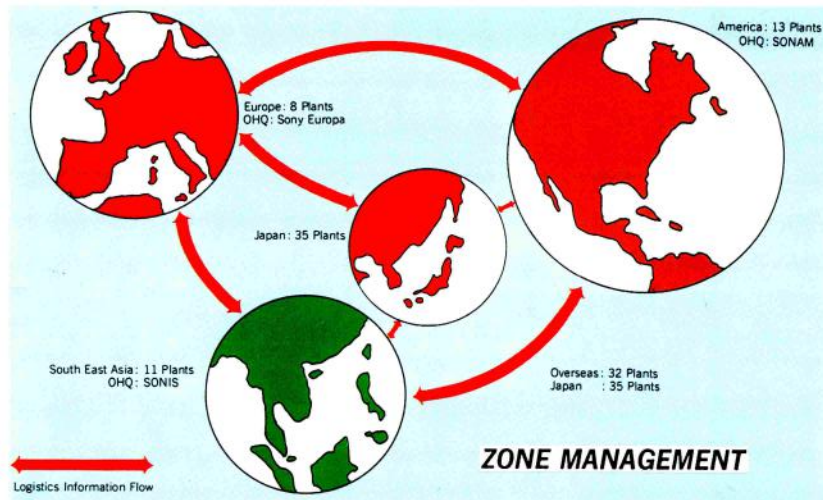 America: 13 Plants
OHQ: SONAM
Europe: 8 Plants
OHQ: Sony Europa
Japan: 35 Plants
South East Asia: 11 Plants
OHQ: SONIS
Overseas: 32 Plants
Japan : 35 Plants
ZONE MANAGEMENT
Logistics Information Flow